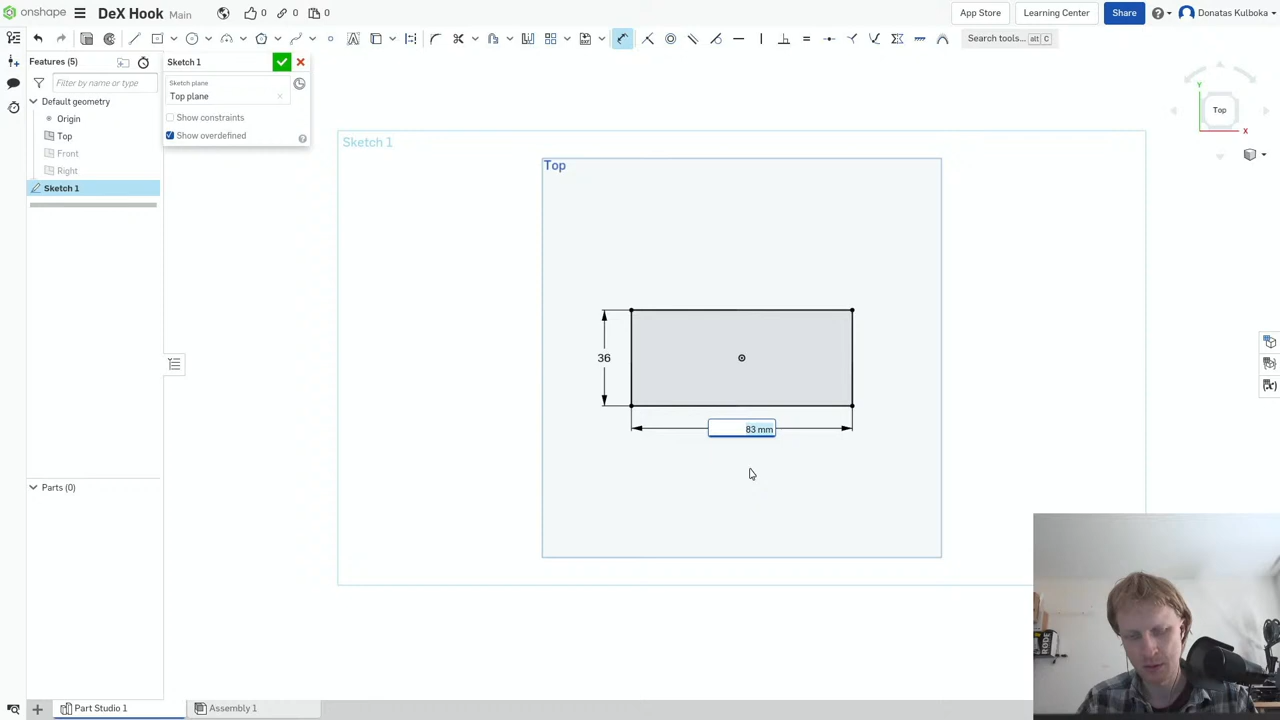 onshape DeX Hook Main 0 0 0 App Store Learning Center Share Donatas Kulboka
Search tools... alt C
Features (5)
Filter by name or type
Default geometry
Origin
Top
Front
Right
Sketch 1
Parts (0)
Sketch 1
Sketch plane
Top plane
Show constraints
Show overdefined
Sketch 1
Top
36
83 mm
Top
Y
X
RODE
Part Studio 1 Assembly 1